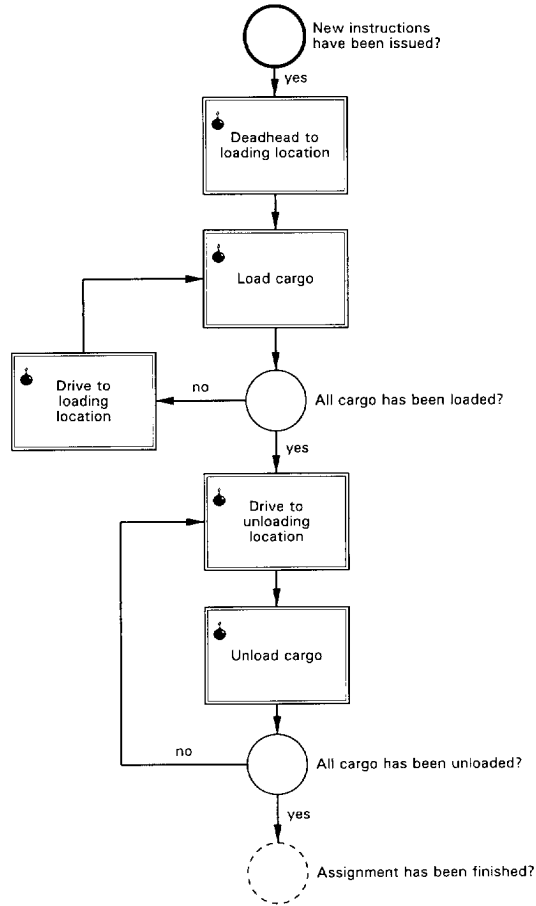 New instructions
have been issued?
yes
Deadhead to
loading location
Load cargo
Drive to
loading
location
no
All cargo has been loaded?
yes
Drive to
unloading
location
Unload cargo
no
All cargo has been unloaded?
yes
Assignment has been finished?